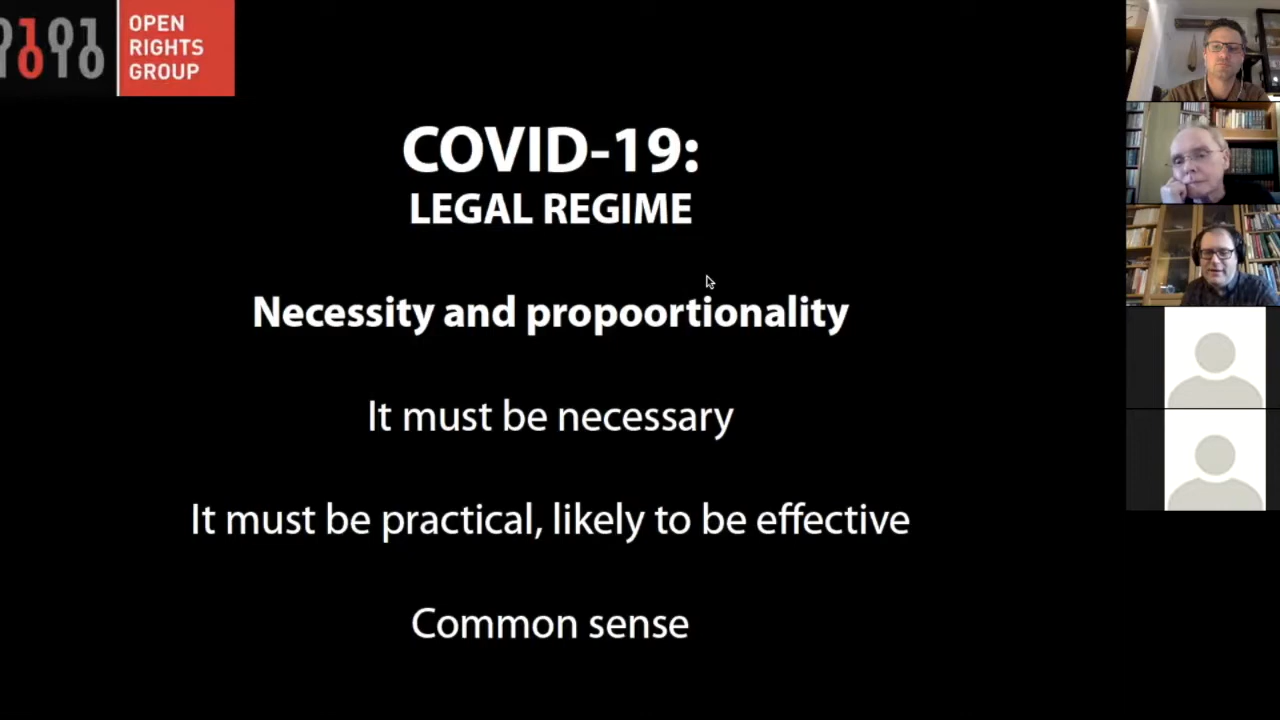 OPEN
RIGHTS
GROUP
COVID-19:
LEGAL REGIME
Necessity and propoortionality
It must be necessary
It must be practical, likely to be effective
Common sense